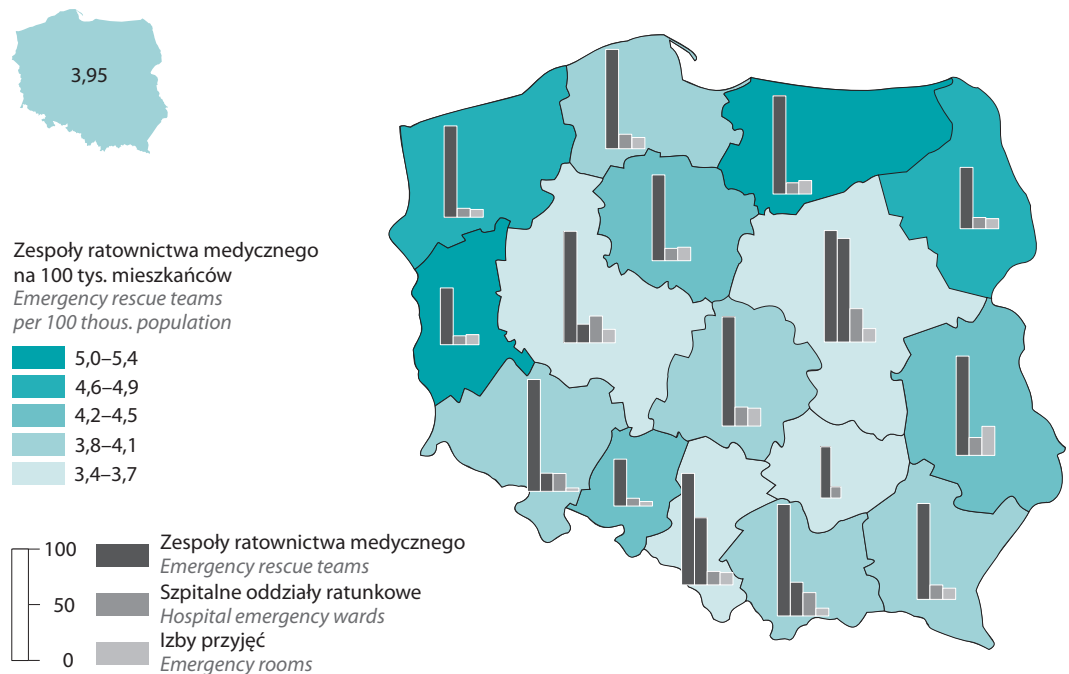 3,95
Zespoły ratownictwa medycznego
na 100 tys. mieszkańców
Emergency rescue teams
per 100 thous. population
5,0–5,4
4,6–4,9
4,2–4,5
3,8–4,1
3,4–3,7
100
50
0
Zespoły ratownictwa medycznego
Emergency rescue teams
Szpitalne oddziały ratunkowe
Hospital emergency wards
Izby przyjęć
Emergency rooms